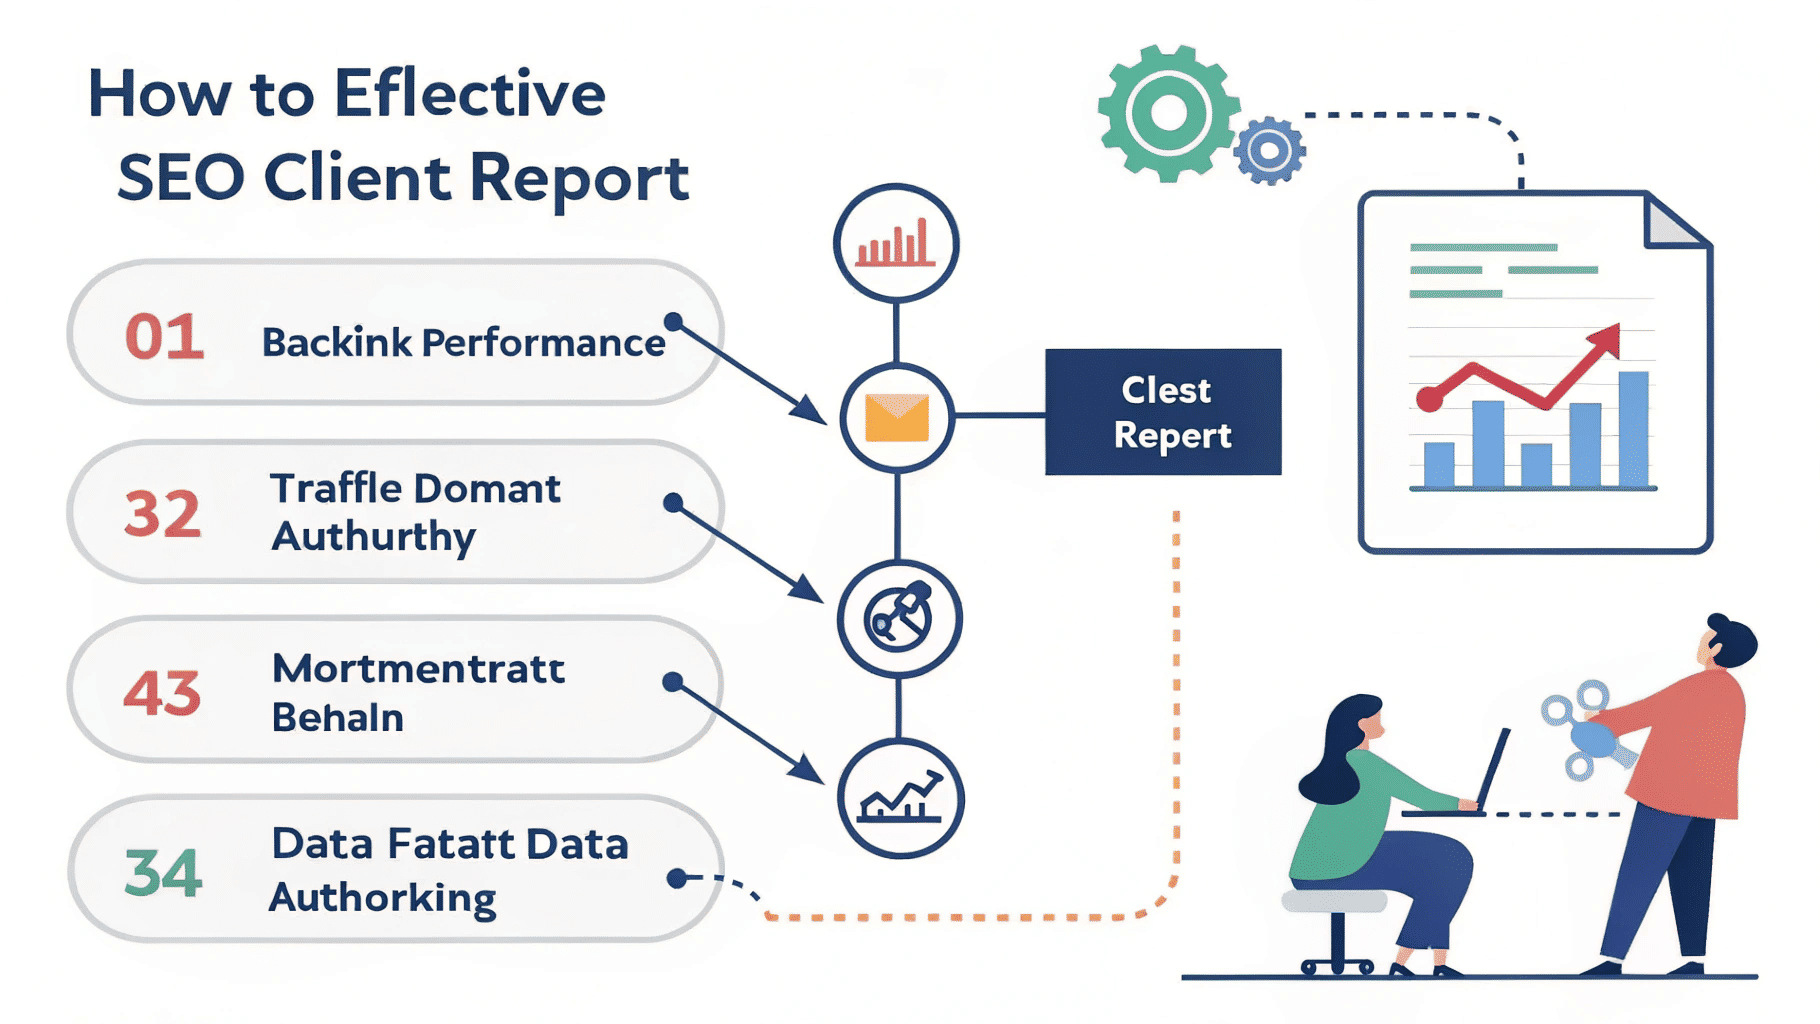 How to Eflective
SEO Client Report
01
Backink Performance
32
Traffle Domant
Authurthy
43
Mortmentratt
Behaln
34
Data Fatatt Data
Authorking
Clest
Repert